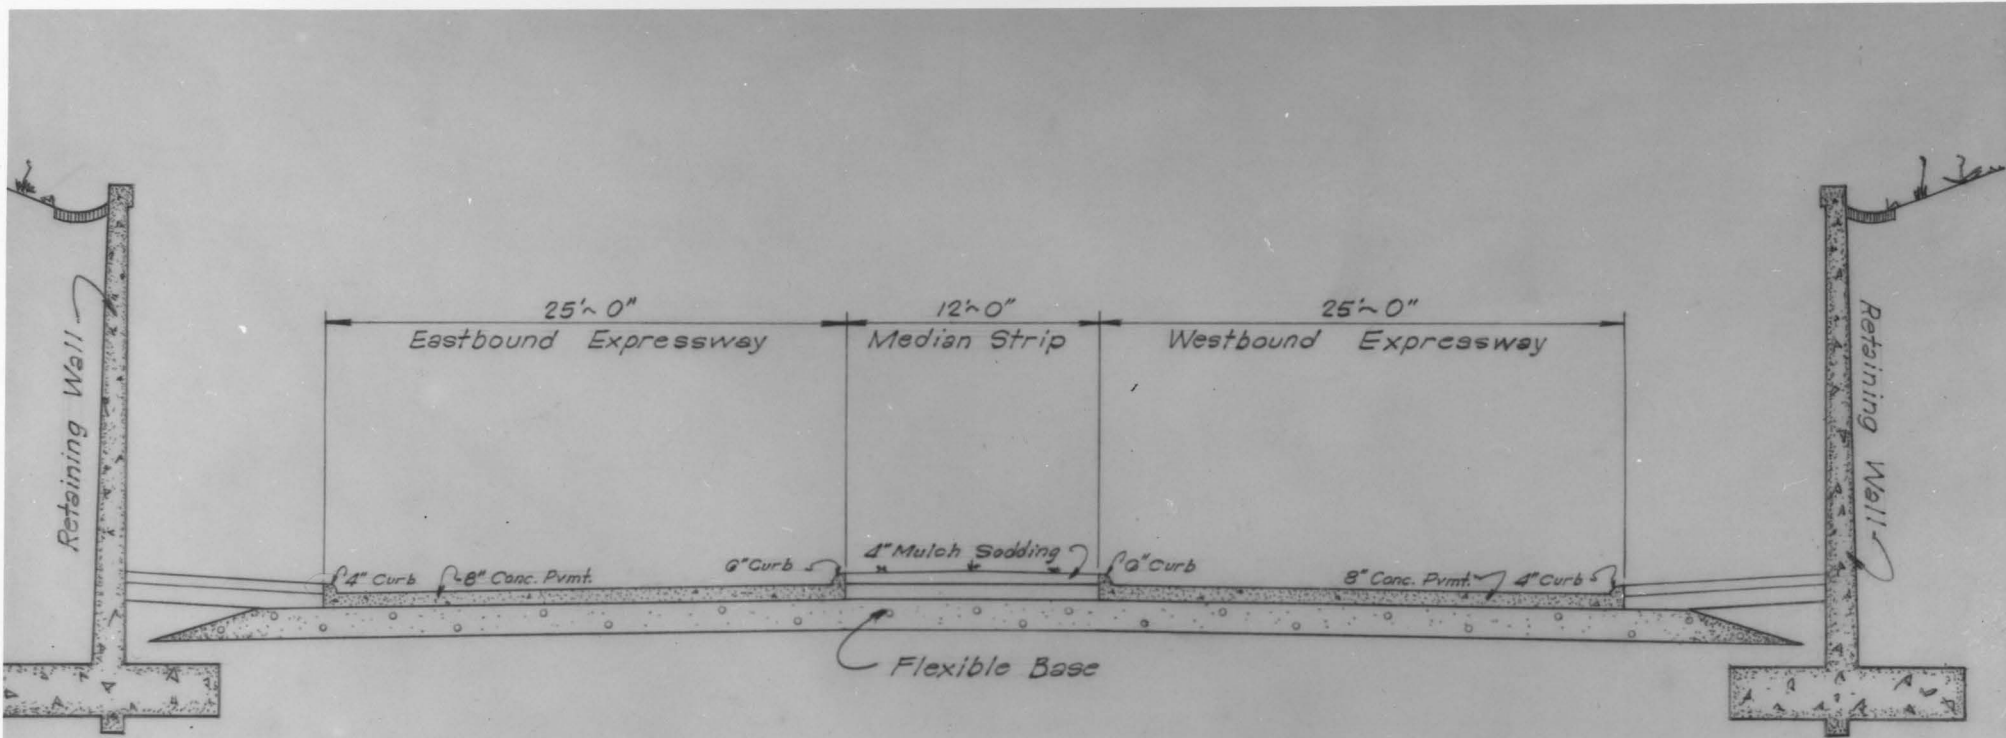 25'~0"
12'~0"
25'~0"
Eastbound Expressway
Median Strip
Westbound Expressway
Retaining Wall
Retaining Wall
4" Mulch Sodding
4" Curb
8" Conc. Pvmt.
6" Curb
6" Curb
8" Conc. Pvmt.
4" Curb
Flexible Base